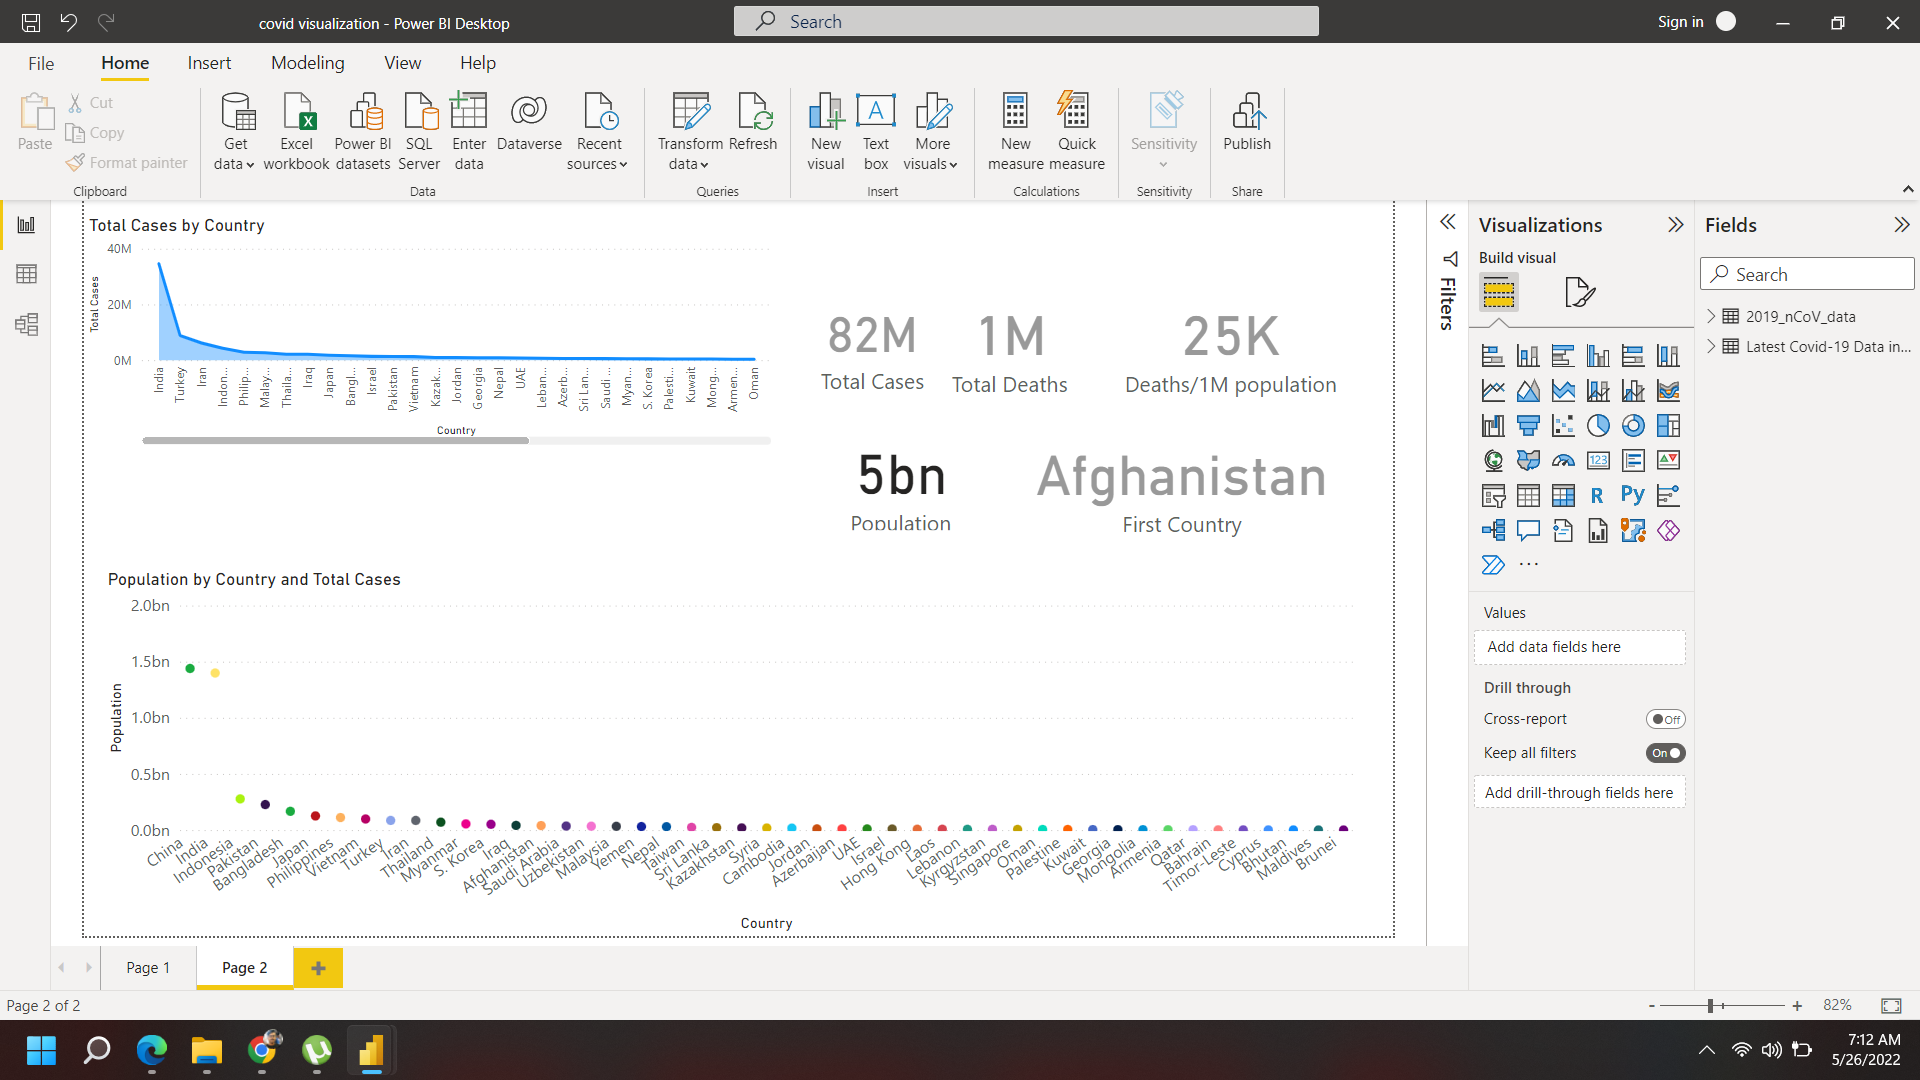 covid visualization - Power BI Desktop
Search
Sign in
File
Home
Insert
Modeling
View
Help
Paste
Cut
Copy
Format painter
Clipboard
Get data
Excel workbook
Power BI datasets
SQL Server
Enter data
Dataverse
Recent sources
Data
Transform data
Refresh
Queries
New visual
Text box
More visuals
Insert
New measure
Quick measure
Calculations
Sensitivity
Sensitivity
Publish
Share
Total Cases by Country
40M
20M
0M
Total Cases
India
Turkey
Iran
Indon...
Philip...
Malay...
Thaila...
Iraq
Japan
Bangl...
Israel
Pakistan
Vietnam
Kazak...
Jordan
Georgia
Nepal
UAE
Leban...
Azerb...
Sri Lan...
Saudi ...
Myan...
S. Korea
Palesti...
Kuwait
Mong...
Armen...
Oman
Country
82M
Total Cases
1M
Total Deaths
25K
Deaths/1M population
5bn
Population
Afghanistan
First Country
Population by Country and Total Cases
2.0bn
1.5bn
1.0bn
0.5bn
0.0bn
Population
China
India
Indonesia
Pakistan
Bangladesh
Japan
Philippines
Vietnam
Turkey
Iran
Thailand
Myanmar
S. Korea
Iraq
Afghanistan
Saudi Arabia
Uzbekistan
Malaysia
Yemen
Nepal
Taiwan
Sri Lanka
Kazakhstan
Syria
Cambodia
Jordan
Azerbaijan
UAE
Israel
Hong Kong
Laos
Lebanon
Kyrgyzstan
Singapore
Oman
Palestine
Kuwait
Georgia
Mongolia
Armenia
Qatar
Bahrain
Timor-Leste
Cyprus
Bhutan
Maldives
Brunei
Country
Filters
Visualizations
Build visual
123
R
Py
...
Values
Add data fields here
Drill through
Cross-report
Off
Keep all filters
On
Add drill-through fields here
Fields
Search
2019_nCoV_data
Latest Covid-19 Data in...
Page 1
Page 2
Page 2 of 2
- + 82%
7:12 AM
5/26/2022